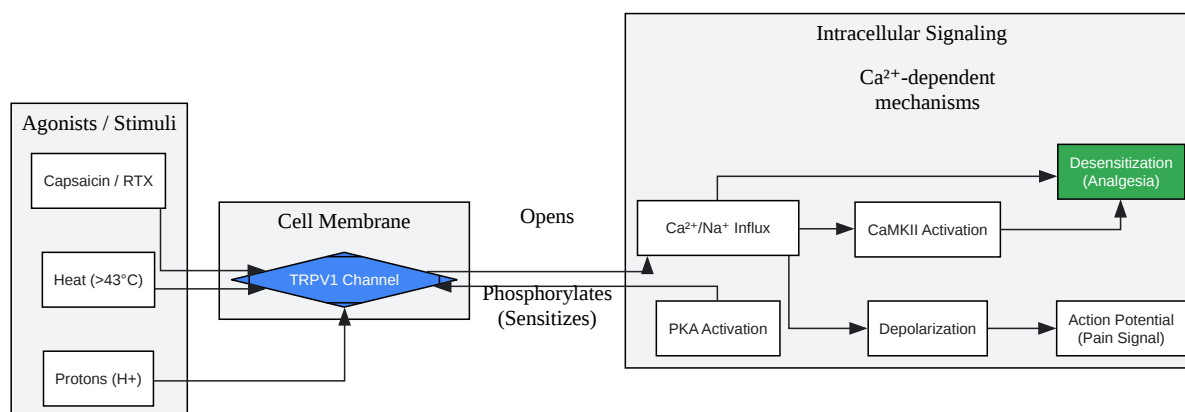 Intracellular Signaling
Ca²⁺-dependent
mechanisms
Agonists / Stimuli
Capsaicin / RTX
Heat (>43°C)
Protons (H+)
Cell Membrane
TRPV1 Channel
Opens
Phosphorylates
(Sensitizes)
Desensitization
(Analgesia)
Ca²⁺/Na⁺ Influx
CaMKII Activation
PKA Activation
Depolarization
Action Potential
(Pain Signal)